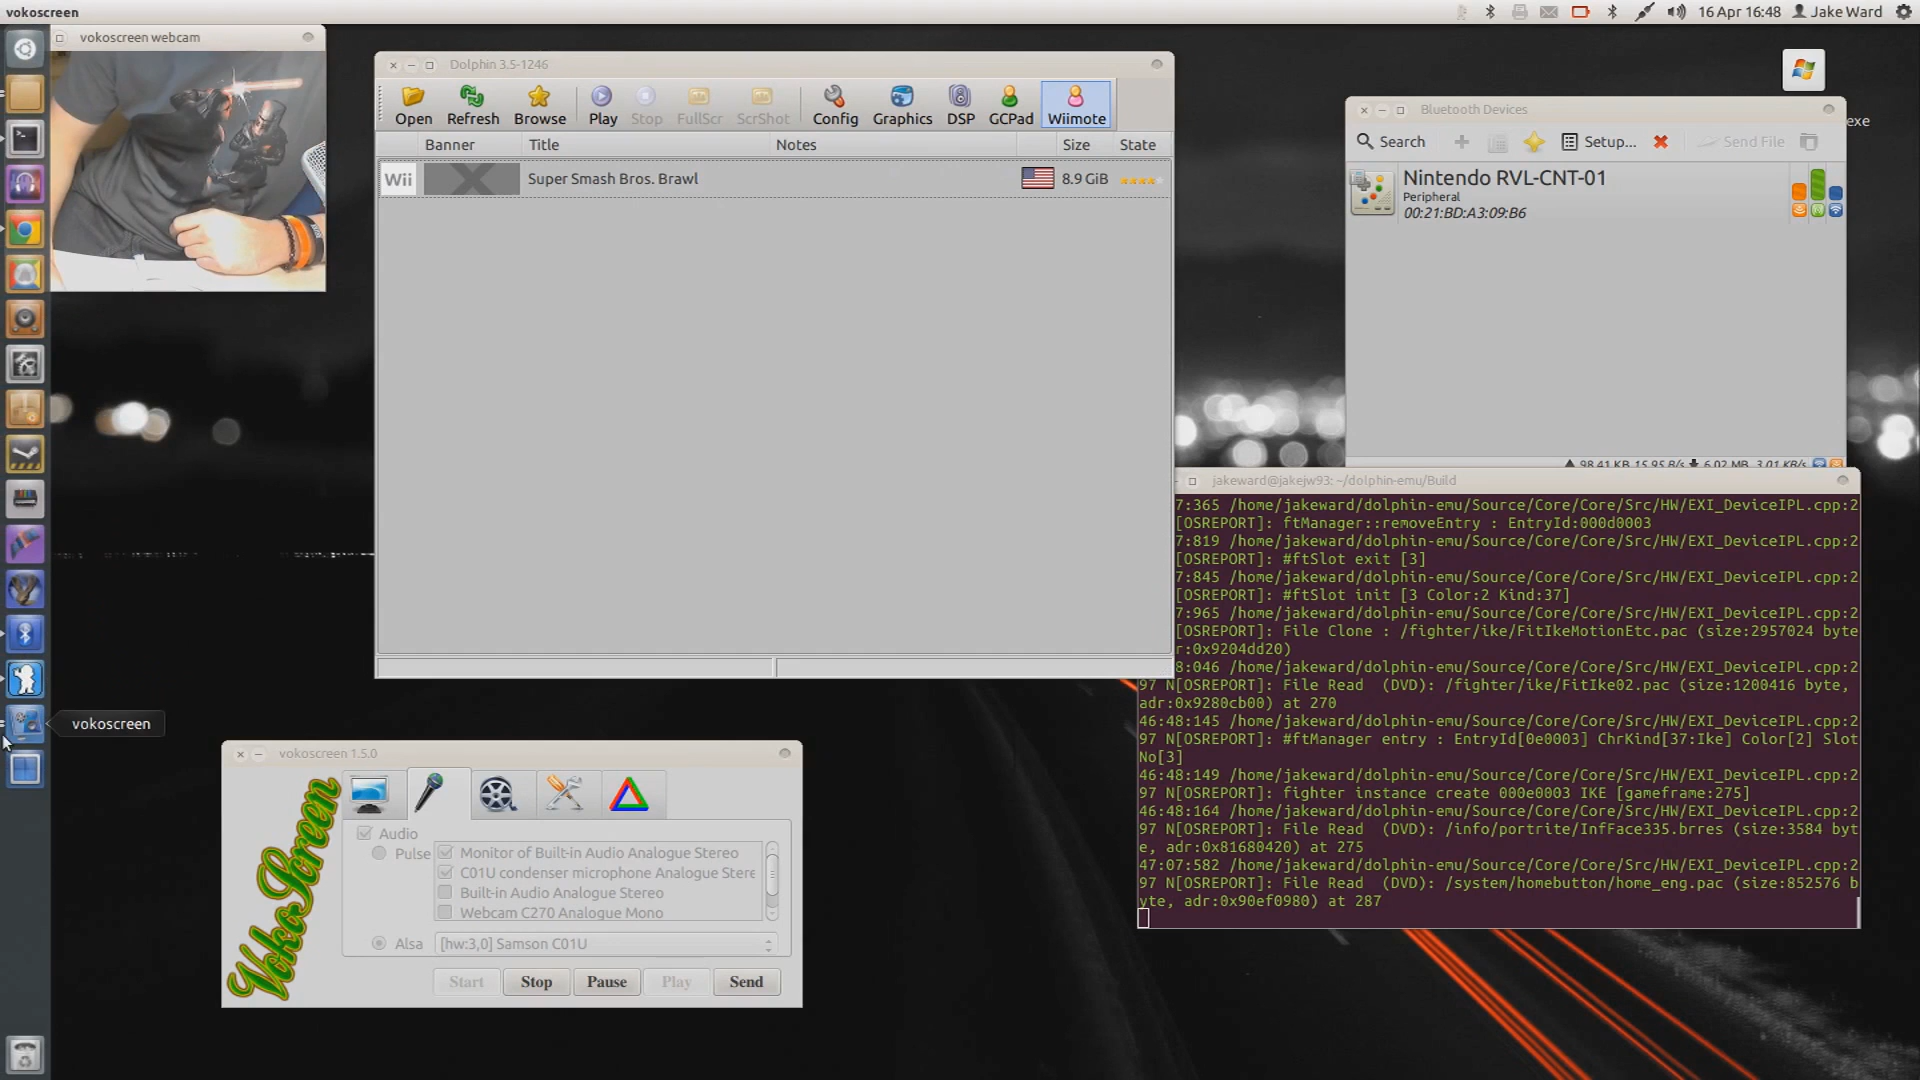 vokoscreen
16 Apr 16:48
Jake Ward
vokoscreen webcam
Dolphin 3.5-1246
Open
Refresh
Browse
Play
Stop
FullScr
ScrShot
Config
Graphics
DSP
GCPad
Wiimote
Banner
Title
Notes
Size
State
Wii
Super Smash Bros. Brawl
8.9 GiB
exe
Bluetooth Devices
Search
Setup...
Send File
Nintendo RVL-CNT-01
Peripheral
00:21:BD:A3:09:B6
98.41 KB 15.95 B/s 6.02 MB 3.01 KB/s
jakeward@jakejw93: ~/dolphin-emu/Build
7:365 /home/jakeward/dolphin-emu/Source/Core/Core/Src/HW/EXI_DeviceIPL.cpp:2
[OSREPORT]: ftManager::removeEntry : EntryId:000d0003
7:819 /home/jakeward/dolphin-emu/Source/Core/Core/Src/HW/EXI_DeviceIPL.cpp:2
[OSREPORT]: #ftSlot exit [3]
7:845 /home/jakeward/dolphin-emu/Source/Core/Core/Src/HW/EXI_DeviceIPL.cpp:2
[OSREPORT]: #ftSlot init [3 Color:2 Kind:37]
7:965 /home/jakeward/dolphin-emu/Source/Core/Core/Src/HW/EXI_DeviceIPL.cpp:2
[OSREPORT]: File Clone : /fighter/ike/FitIkeMotionEtc.pac (size:2957024 byte
r:0x9204dd20)
8:046 /home/jakeward/dolphin-emu/Source/Core/Core/Src/HW/EXI_DeviceIPL.cpp:2
97 N[OSREPORT]: File Read (DVD): /fighter/ike/FitIke02.pac (size:1200416 byte,
adr:0x9280cb00) at 270
46:48:145 /home/jakeward/dolphin-emu/Source/Core/Core/Src/HW/EXI_DeviceIPL.cpp:2
97 N[OSREPORT]: #ftManager entry : EntryId[0e0003] ChrKind[37:Ike] Color[2] Slot
No[3]
46:48:149 /home/jakeward/dolphin-emu/Source/Core/Core/Src/HW/EXI_DeviceIPL.cpp:2
97 N[OSREPORT]: fighter instance create 000e0003 IKE [gameframe:275]
46:48:164 /home/jakeward/dolphin-emu/Source/Core/Core/Src/HW/EXI_DeviceIPL.cpp:2
97 N[OSREPORT]: File Read (DVD): /info/portrite/InfFace335.brres (size:3584 byt
e, adr:0x81680420) at 275
47:07:582 /home/jakeward/dolphin-emu/Source/Core/Core/Src/HW/EXI_DeviceIPL.cpp:2
97 N[OSREPORT]: File Read (DVD): /system/homebutton/home_eng.pac (size:852576 b
yte, adr:0x90ef0980) at 287
vokoscreen
vokoscreen 1.5.0
VokoScreen
Audio
Pulse
Monitor of Built-in Audio Analogue Stereo
C01U condenser microphone Analogue Stere
Built-in Audio Analogue Stereo
Webcam C270 Analogue Mono
Alsa
[hw:3,0] Samson C01U
Start
Stop
Pause
Play
Send